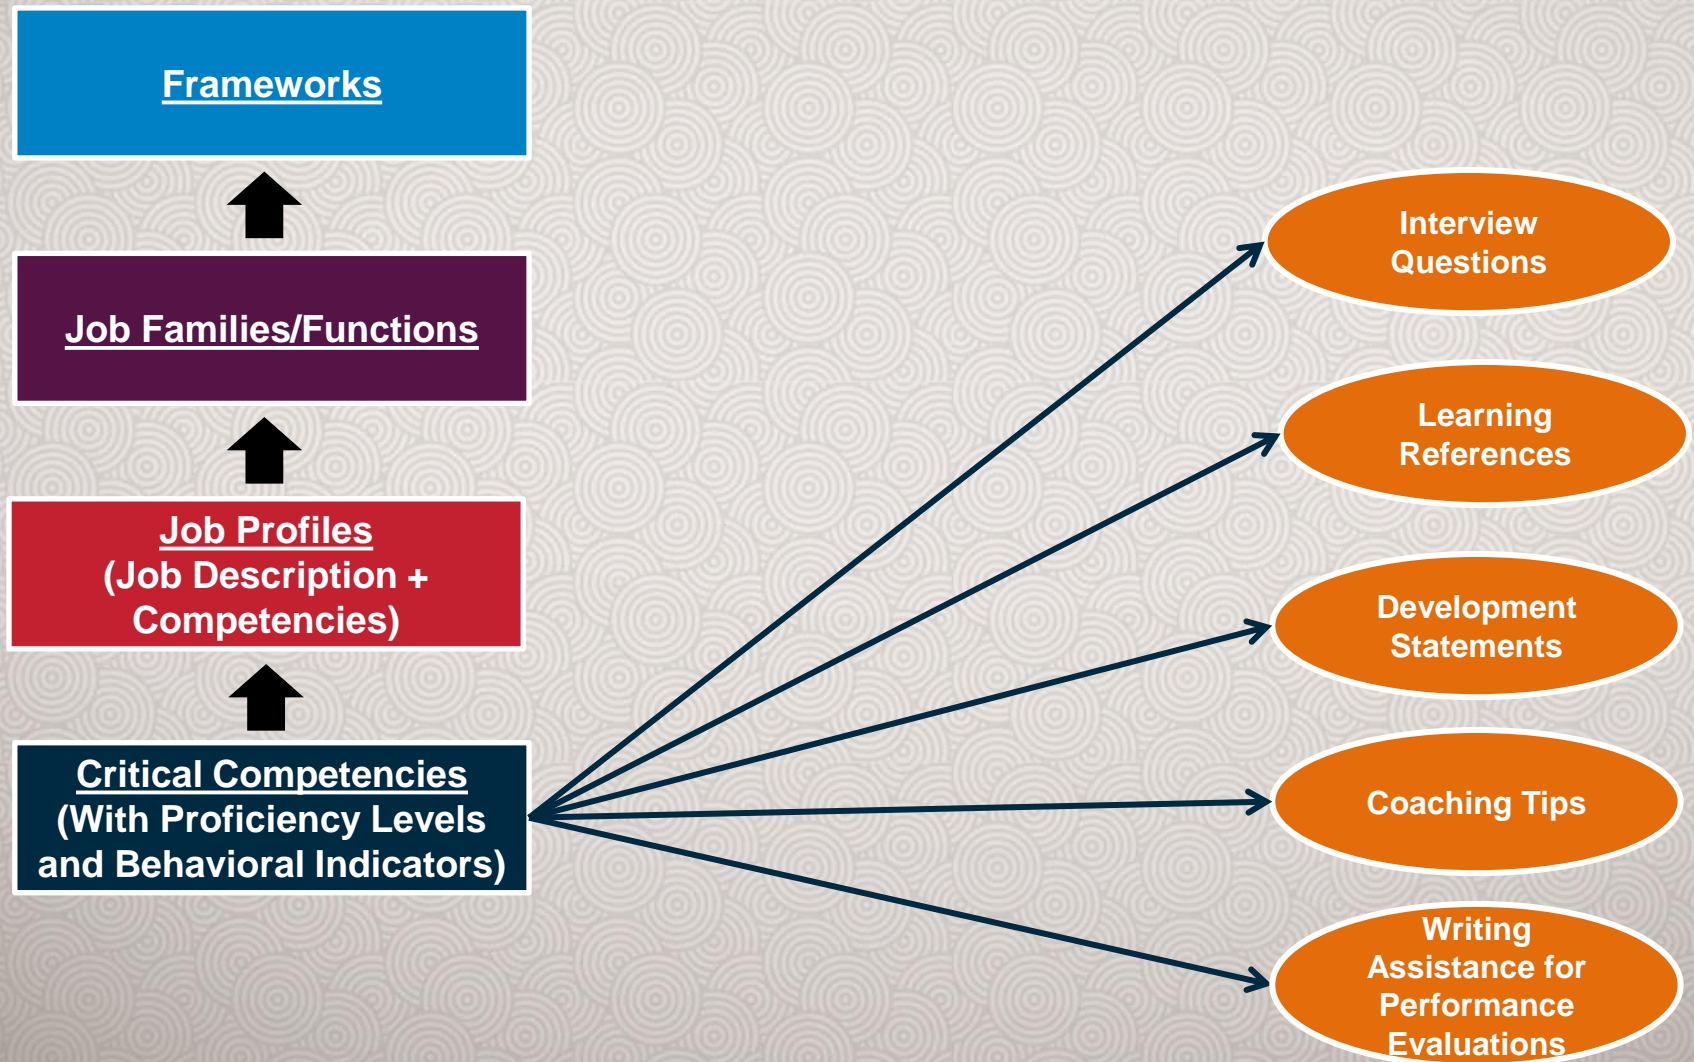 Frameworks
Job Families/Functions
Job Profiles
(Job Description +
Competencies)
Critical Competencies
(With Proficiency Levels
and Behavioral Indicators)
Interview
Questions
Learning
References
Development
Statements
Coaching Tips
Writing
Assistance for
Performance
Evaluations